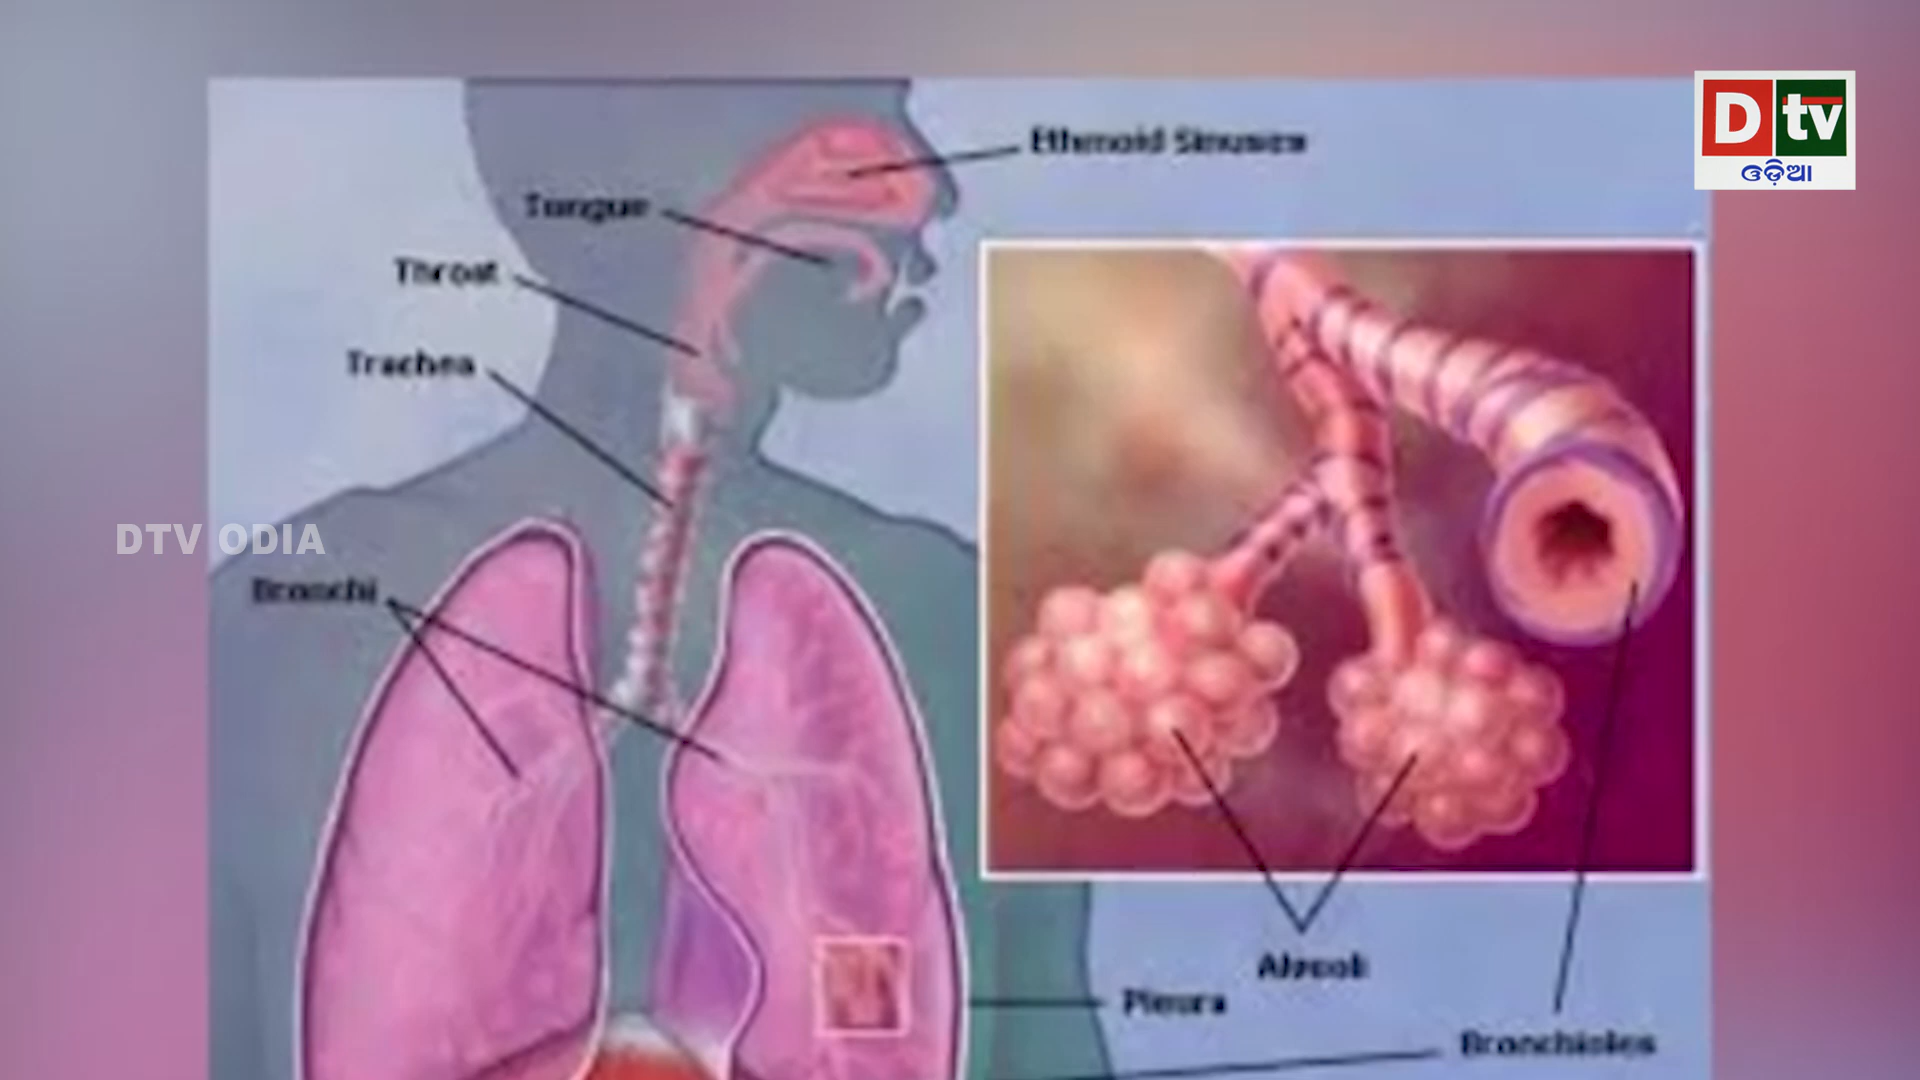 D tv
ଓଡ଼ିଆ
Ethmoid Sinuses
Tongue
Throat
Trachea
DTV ODIA
Bronchi
Alveoli
Pleura
Bronchioles